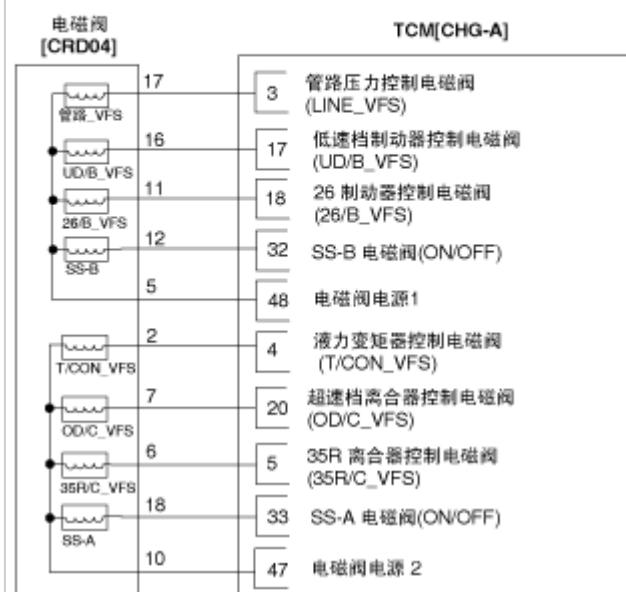 电磁阀
[CRD04]
TCM[CHG-A]
17
3
管路压力控制电磁阀
(LINE_VFS)
管路_VFS
16
17
低速档制动器控制电磁阀
(UD/B_VFS)
UD/B_VFS
11
18
26 制动器控制电磁阀
(26/B_VFS)
26/B_VFS
12
32
SS-B 电磁阀(ON/OFF)
SS-B
5
48
电磁阀电源1
2
4
液力变矩器控制电磁阀
(T/CON_VFS)
T/CON_VFS
7
20
超速档离合器控制电磁阀
(OD/C_VFS)
OD/C_VFS
6
5
35R 离合器控制电磁阀
(35R/C_VFS)
35R/C_VFS
18
33
SS-A 电磁阀(ON/OFF)
SS-A
10
47
电磁阀电源 2